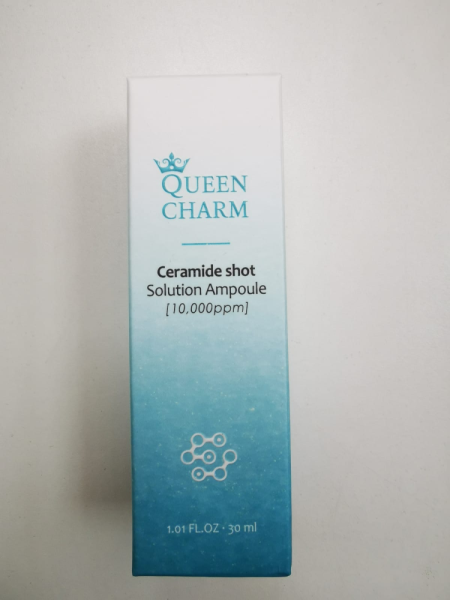 QUEEN
CHARM
Ceramide shot
Solution Ampoule
[10,000ppm]
1.01 FL.OZ · 30 ml